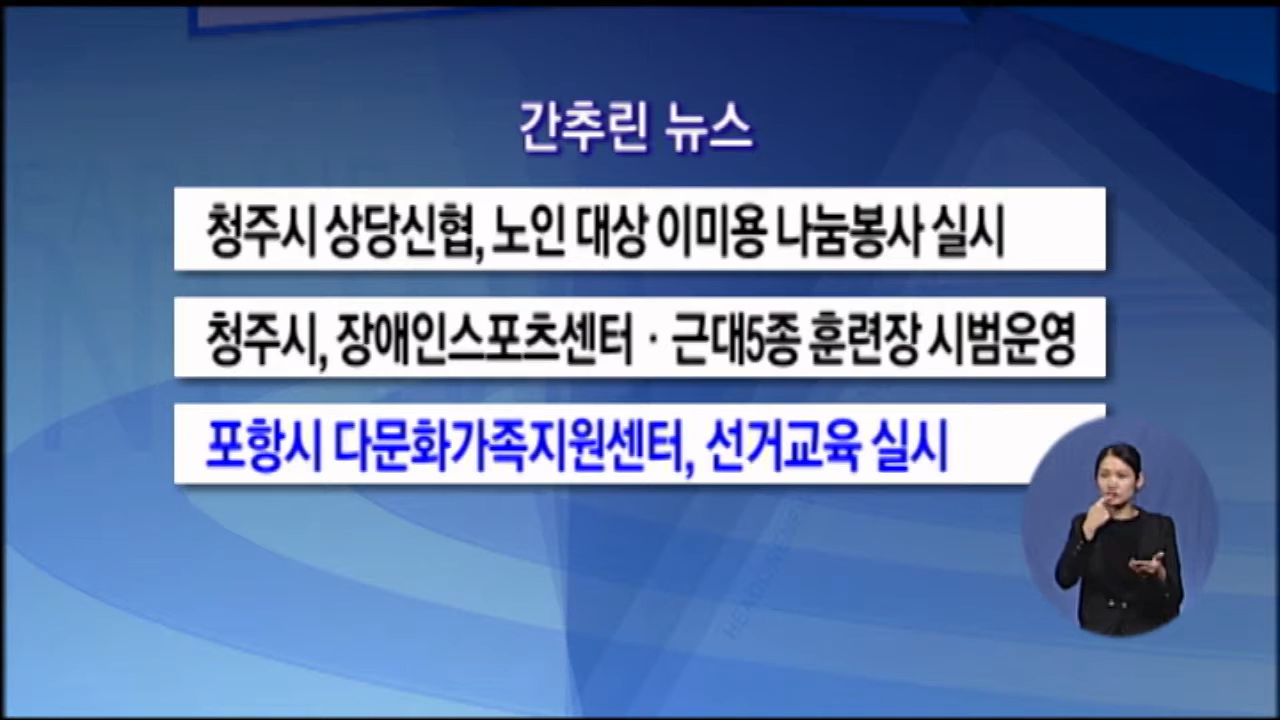 간추린 뉴스
청주시 상당신협, 노인 대상 이미용 나눔봉사 실시
청주시, 장애인스포츠센터 · 근대5종 훈련장 시범운영
포항시 다문화가족지원센터, 선거교육 실시